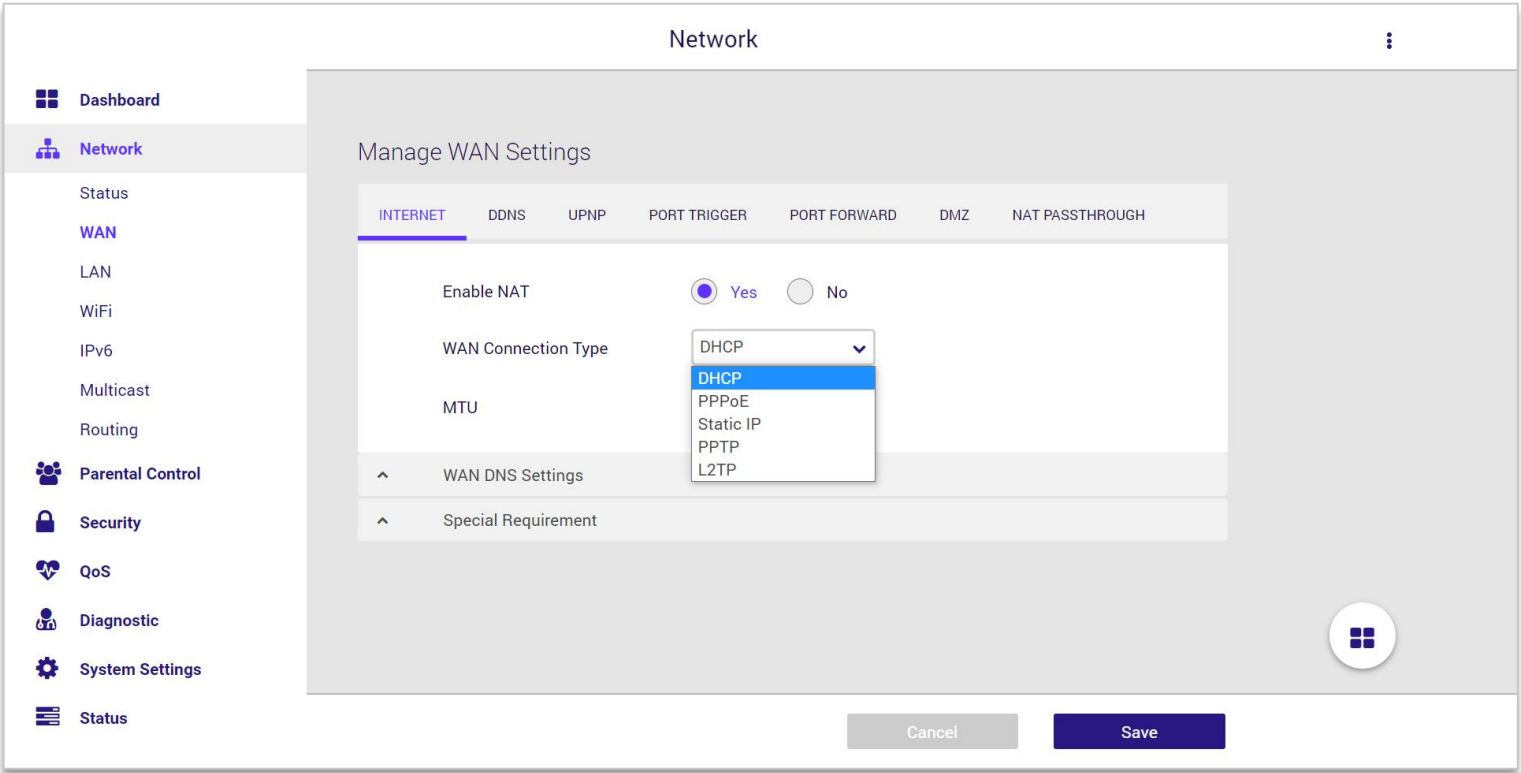 Network
Dashboard
Network
Status
WAN
LAN
WiFi
IPv6
Multicast
Routing
Parental Control
Security
QoS
Diagnostic
System Settings
Status
Manage WAN Settings
INTERNET DDNS UPNP PORT TRIGGER PORT FORWARD DMZ NAT PASSTHROUGH
Enable NAT Yes No
WAN Connection Type DHCP
DHCP
PPPoE
Static IP
PPTP
L2TP
MTU
WAN DNS Settings
Special Requirement
Cancel Save